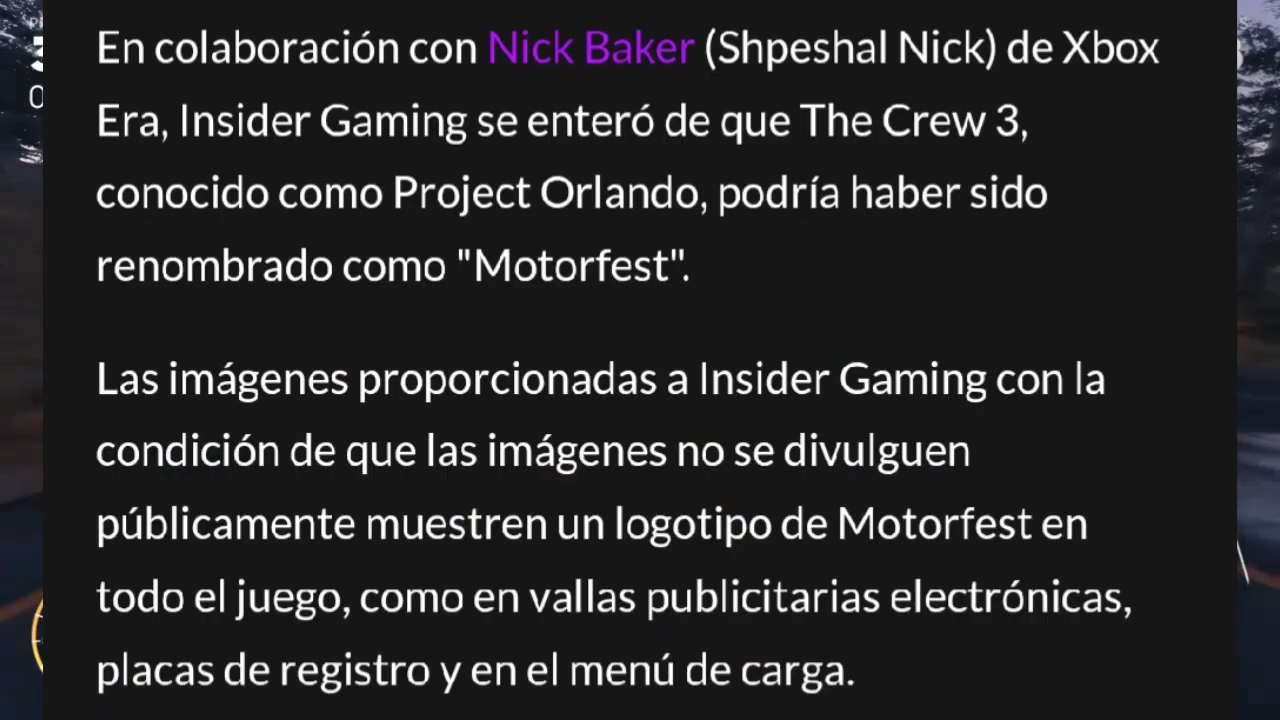 En colaboración con Nick Baker (Shpeshal Nick) de Xbox
Era, Insider Gaming se enteró de que The Crew 3,
conocido como Project Orlando, podría haber sido
renombrado como "Motorfest".
Las imágenes proporcionadas a Insider Gaming con la
condición de que las imágenes no se divulguen
públicamente muestren un logotipo de Motorfest en
todo el juego, como en vallas publicitarias electrónicas,
placas de registro y en el menú de carga.